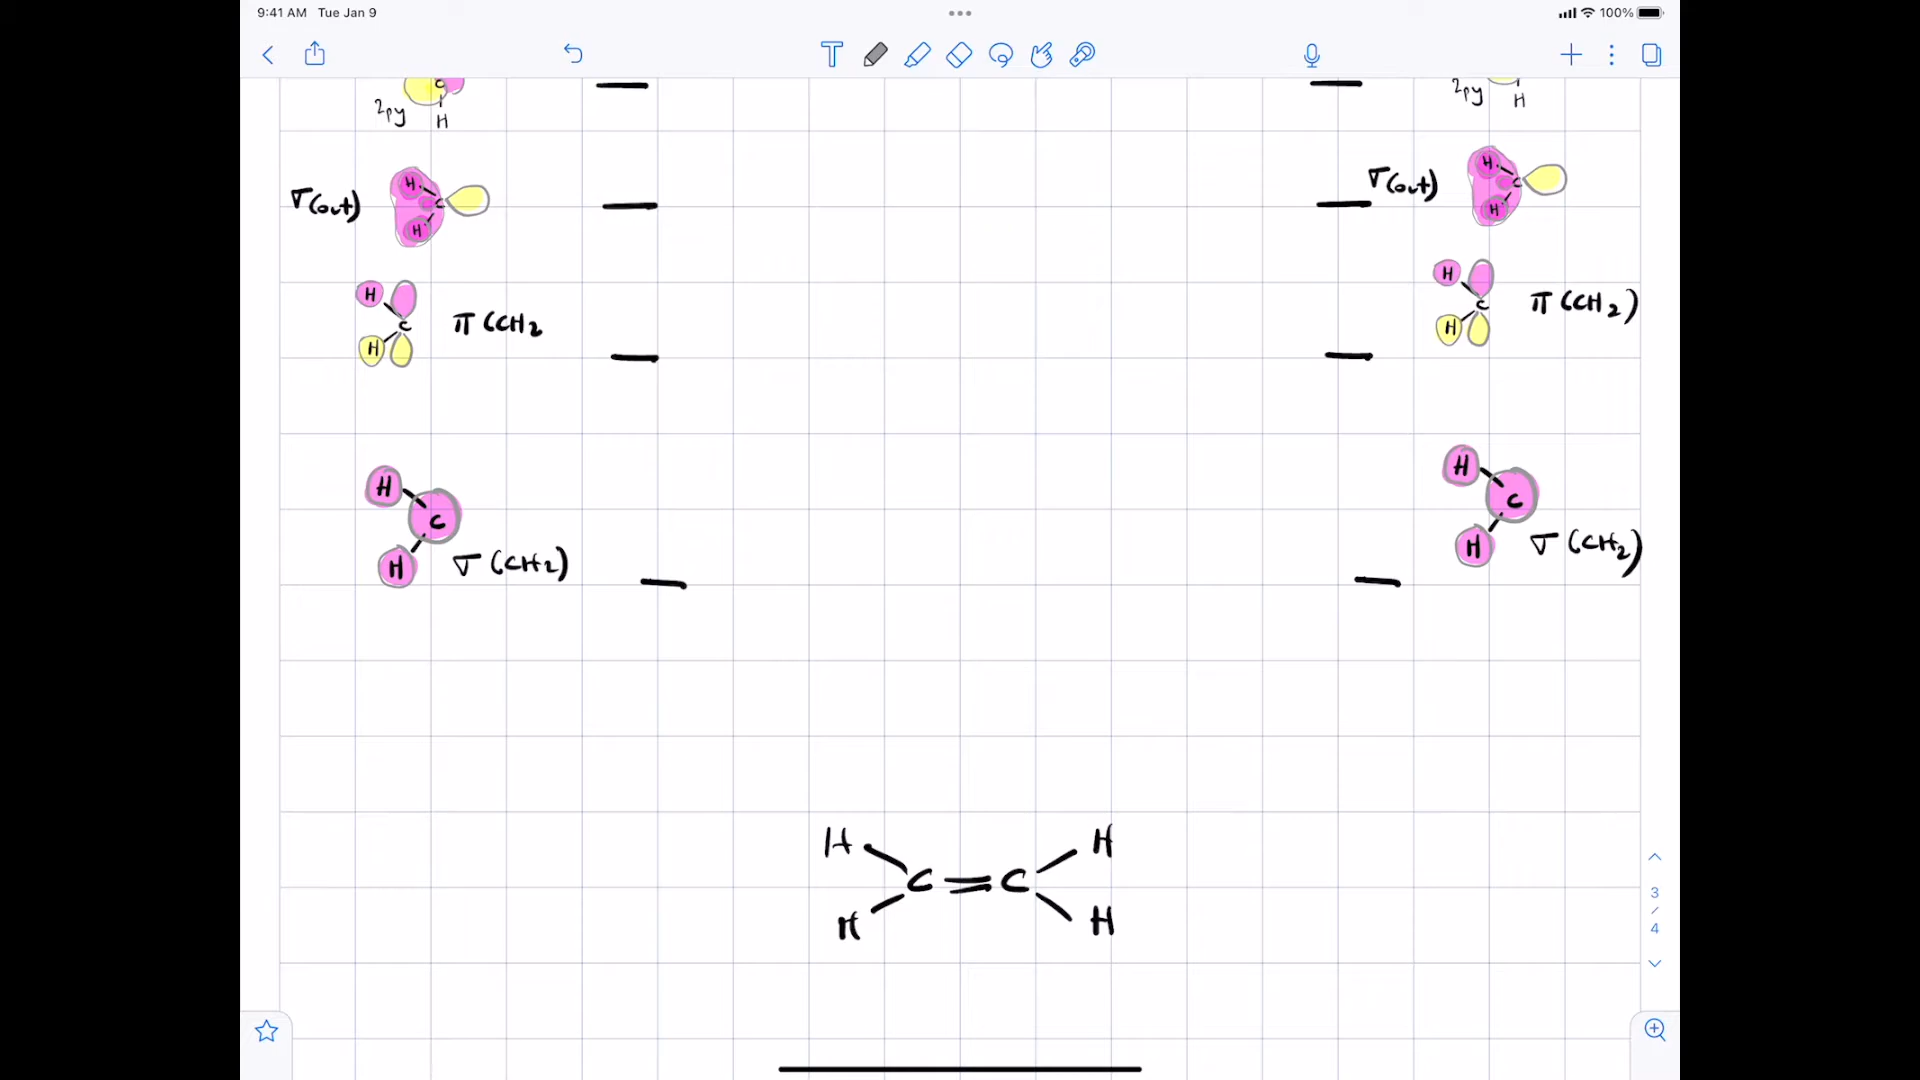 9:41 AM Tue Jan 9
100%
C
2py
H
2py
H
σ(out)
H
C
H
σ(out)
H
C
H
H
C
H
π (CH2
H
C
H
π (CH2)
H
C
H
σ (CH2)
H
C
H
σ (CH2)
H
H
C=C
H
H
3
/
4